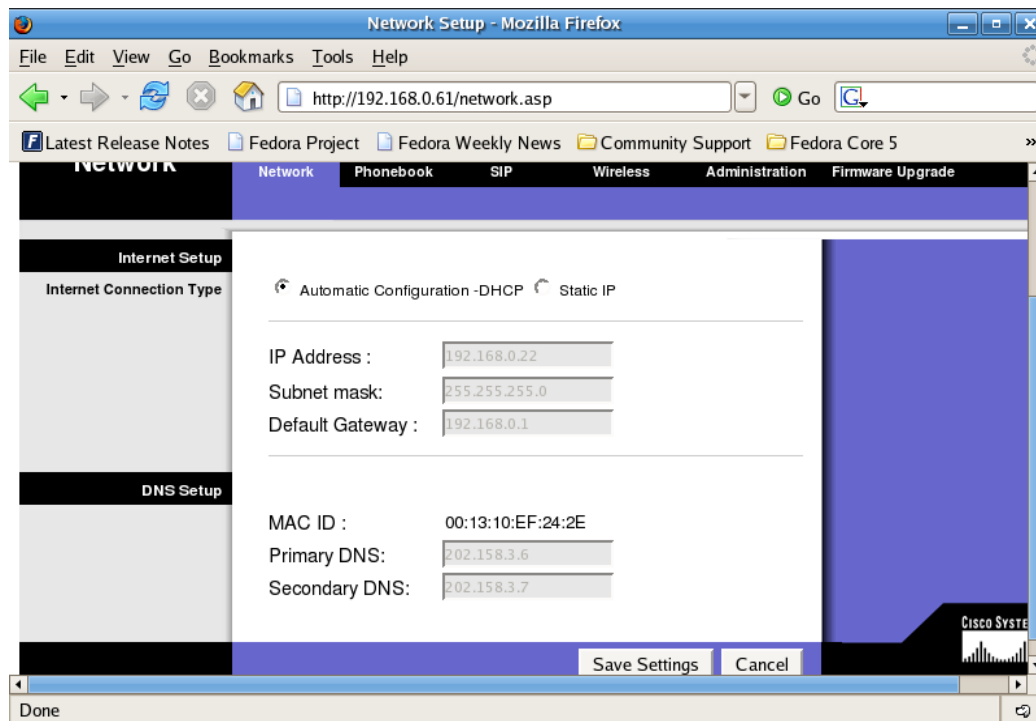 Network Setup - Mozilla Firefox
File Edit View Go Bookmarks Tools Help
http://192.168.0.61/network.asp Go G
Latest Release Notes Fedora Project Fedora Weekly News Community Support Fedora Core 5 »
Network
Network Phonebook SIP Wireless Administration Firmware Upgrade
Internet Setup
Internet Connection Type Automatic Configuration -DHCP Static IP
IP Address : 192.168.0.22
Subnet mask: 255.255.255.0
Default Gateway : 192.168.0.1
DNS Setup
MAC ID : 00:13:10:EF:24:2E
Primary DNS: 202.158.3.6
Secondary DNS: 202.158.3.7
CISCO SYSTE
Save Settings Cancel
Done